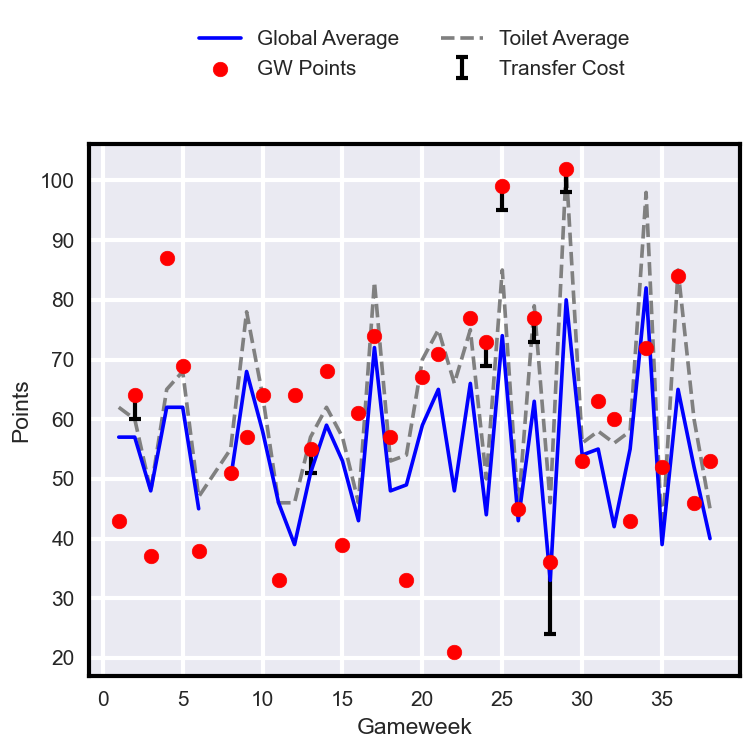 Global Average
Toilet Average
GW Points
Transfer Cost
100
90
80
70
60
50
40
30
20
Points
0 5 10 15 20 25 30 35
Gameweek